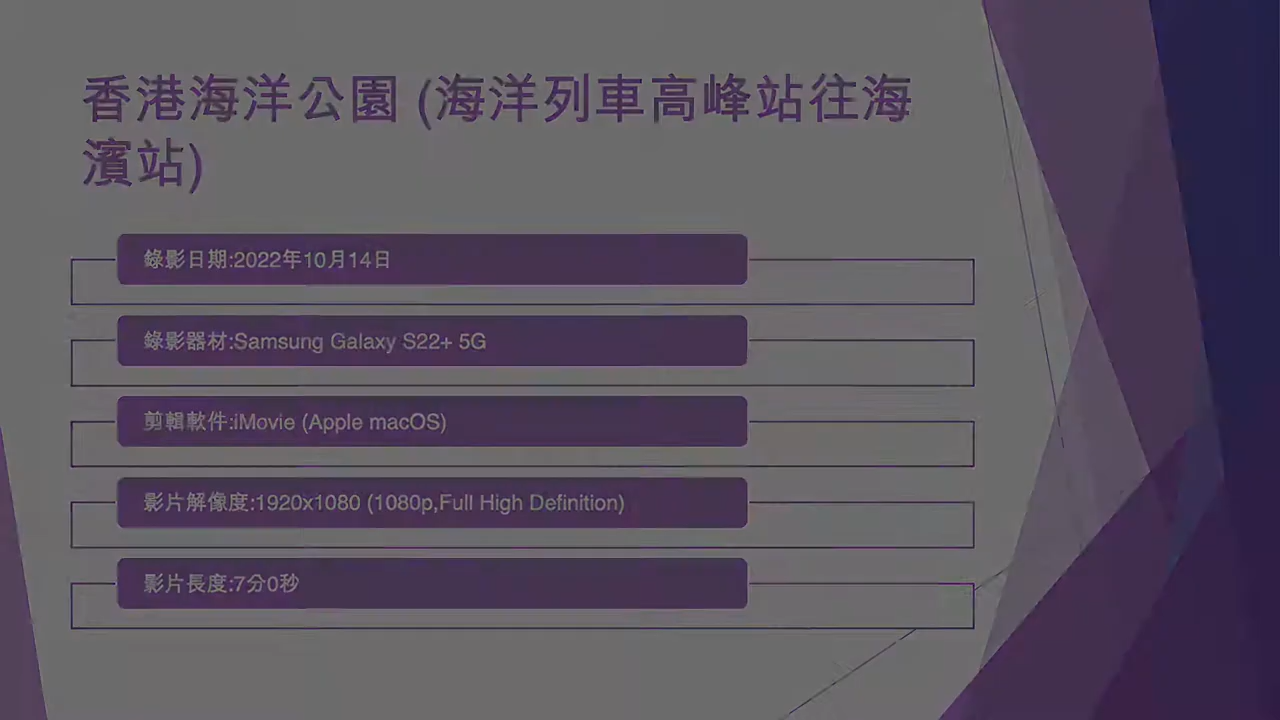 香港海洋公園 (海洋列車高峰站往海
濱站)
錄影日期:2022年10月14日
錄影器材:Samsung Galaxy S22+ 5G
剪輯軟件:iMovie (Apple macOS)
影片解像度:1920x1080 (1080p,Full High Definition)
影片長度:7分0秒